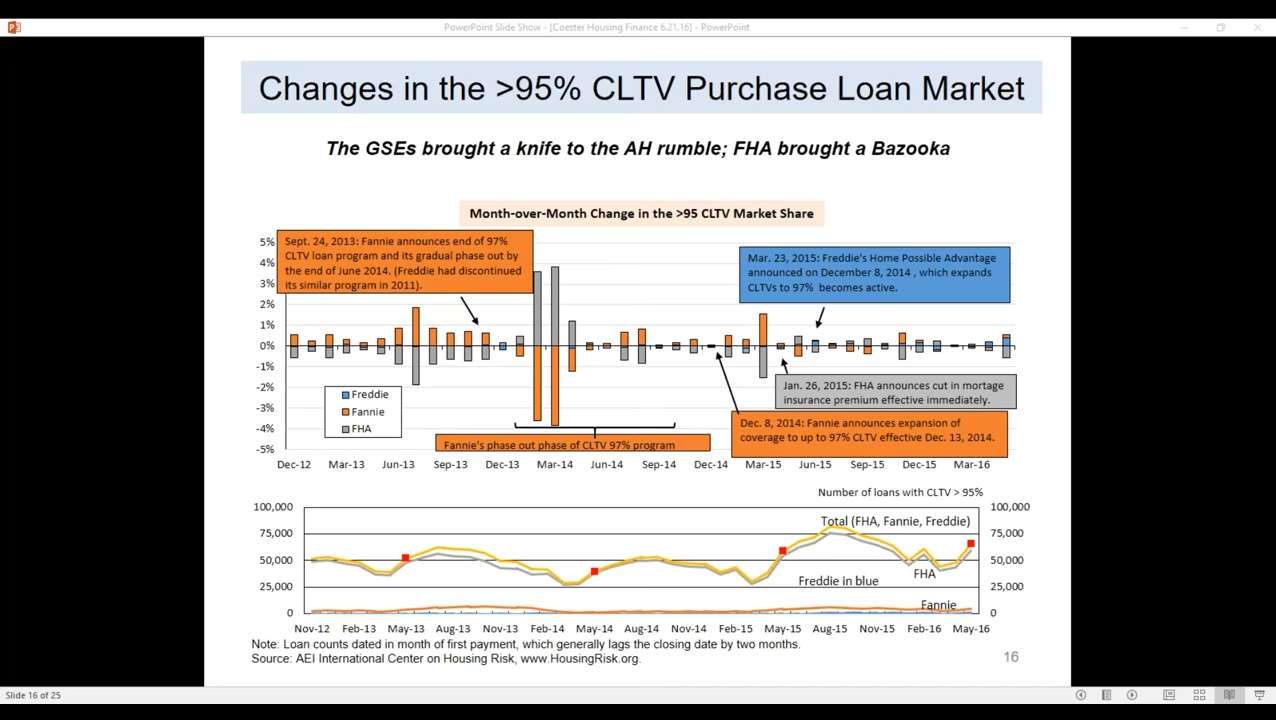 PowerPoint Slide Show - [Coester Housing Finance 6.21.16] - PowerPoint
Changes in the >95% CLTV Purchase Loan Market
The GSEs brought a knife to the AH rumble; FHA brought a Bazooka
Month-over-Month Change in the >95 CLTV Market Share
5%
4%
3%
2%
1%
0%
-1%
-2%
-3%
-4%
-5%
Sept. 24, 2013: Fannie announces end of 97%
CLTV loan program and its gradual phase out by
the end of June 2014. (Freddie had discontinued
its similar program in 2011).
Mar. 23, 2015: Freddie's Home Possible Advantage
announced on December 8, 2014 , which expands
CLTVs to 97% becomes active.
Freddie
Fannie
FHA
Jan. 26, 2015: FHA announces cut in mortage
insurance premium effective immediately.
Dec. 8, 2014: Fannie announces expansion of
coverage to up to 97% CLTV effective Dec. 13, 2014.
Fannie's phase out phase of CLTV 97% program
Dec-12 Mar-13 Jun-13 Sep-13 Dec-13 Mar-14 Jun-14 Sep-14 Dec-14 Mar-15 Jun-15 Sep-15 Dec-15 Mar-16
Number of loans with CLTV > 95%
100,000 100,000
Total (FHA, Fannie, Freddie)
75,000 75,000
50,000 50,000
FHA
Freddie in blue
25,000 25,000
Fannie
0 0
Nov-12 Feb-13 May-13 Aug-13 Nov-13 Feb-14 May-14 Aug-14 Nov-14 Feb-15 May-15 Aug-15 Nov-15 Feb-16 May-16
Note: Loan counts dated in month of first payment, which generally lags the closing date by two months.
Source: AEI International Center on Housing Risk, www.HousingRisk.org.
16
Slide 16 of 25